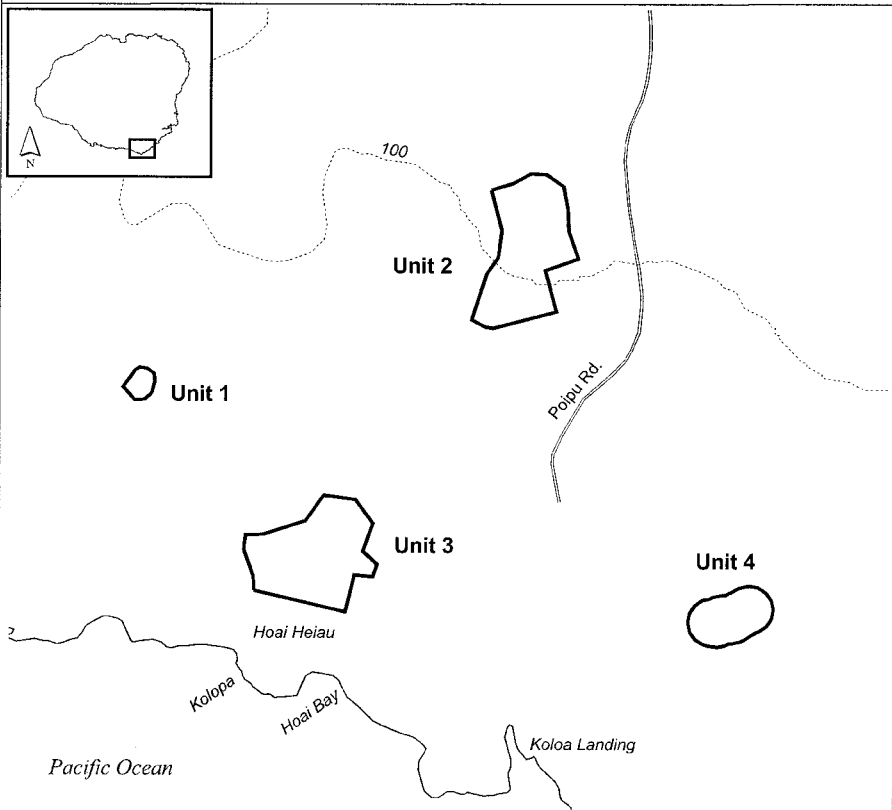 N
100
Unit 2
Unit 1
Poipu Rd.
Unit 3
Unit 4
Hoai Heiau
Kolopa
Hoai Bay
Koloa Landing
Pacific Ocean